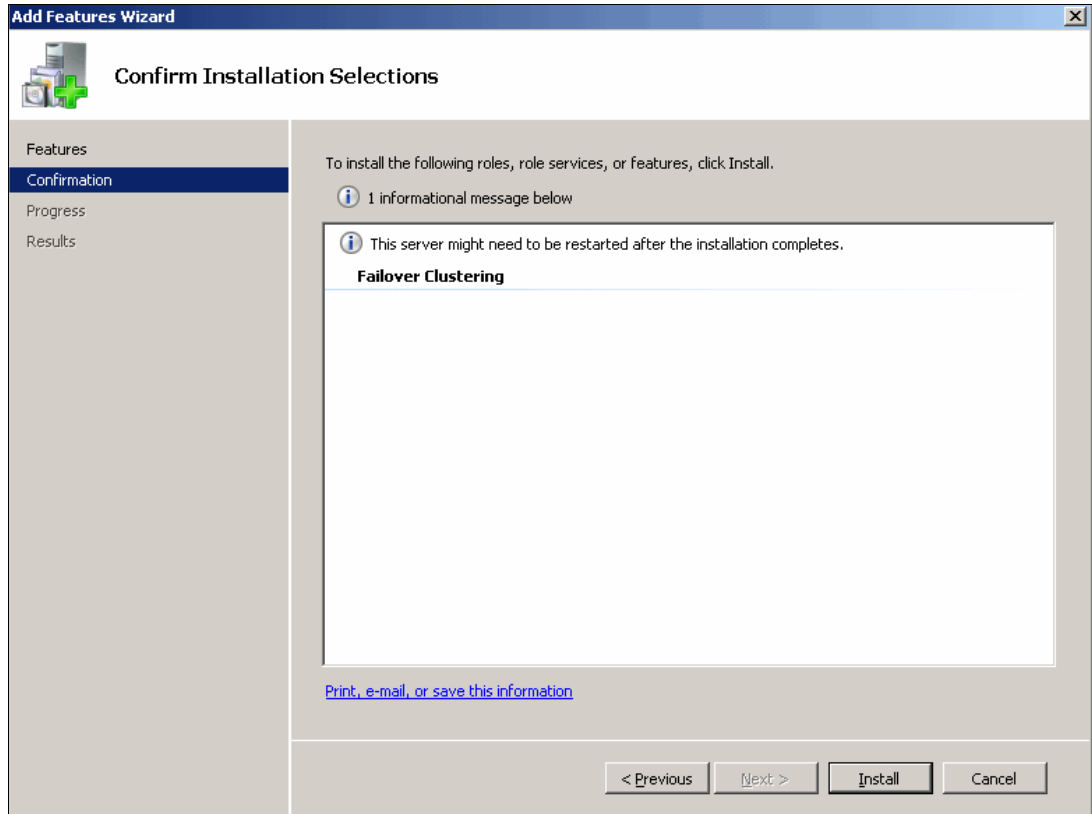 Add Features Wizard
Confirm Installation Selections
Features
Confirmation
Progress
Results
To install the following roles, role services, or features, click Install.
1 informational message below
This server might need to be restarted after the installation completes.
Failover Clustering
Print, e-mail, or save this information
< Previous
Next >
Install
Cancel